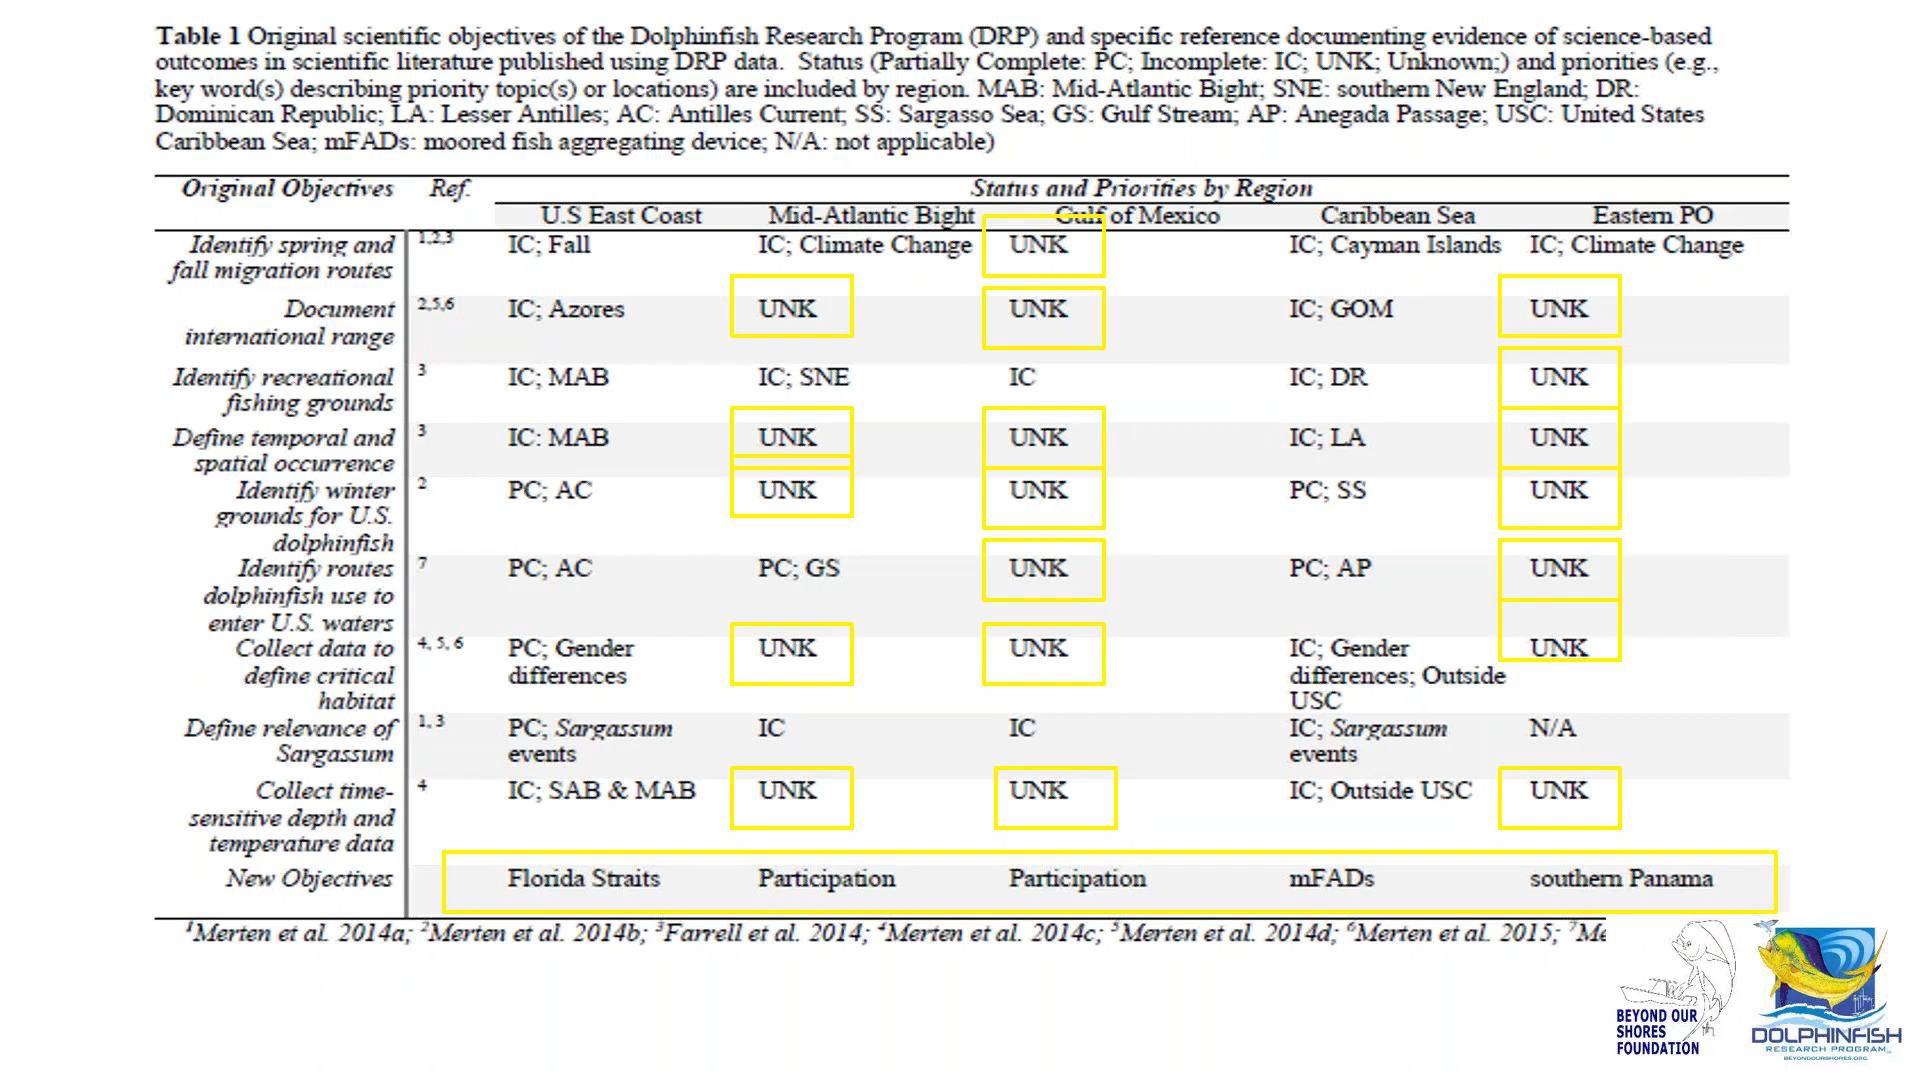 Table 1 Original scientific objectives of the Dolphinfish Research Program (DRP) and specific reference documenting evidence of science-based
outcomes in scientific literature published using DRP data. Status (Partially Complete: PC; Incomplete: IC; UNK; Unknown;) and priorities (e.g.,
key word(s) describing priority topic(s) or locations) are included by region. MAB: Mid-Atlantic Bight; SNE: southern New England; DR:
Dominican Republic; LA: Lesser Antilles; AC: Antilles Current; SS: Sargasso Sea; GS: Gulf Stream; AP: Anegada Passage; USC: United States
Caribbean Sea; mFADs: moored fish aggregating device; N/A: not applicable)
Original Objectives Ref. Status and Priorities by Region
U.S East Coast Mid-Atlantic Bight Gulf of Mexico Caribbean Sea Eastern PO
Identify spring and 1,2,3 IC; Fall IC; Climate Change UNK IC; Cayman Islands IC; Climate Change
fall migration routes
Document 2,5,6 IC; Azores UNK UNK IC; GOM UNK
international range
Identify recreational 3 IC; MAB IC; SNE IC IC; DR UNK
fishing grounds
Define temporal and 3 IC: MAB UNK UNK IC; LA UNK
spatial occurrence
Identify winter 2 PC; AC UNK UNK PC; SS UNK
grounds for U.S.
dolphinfish
Identify routes 7 PC; AC PC; GS UNK PC; AP UNK
dolphinfish use to
enter U.S. waters
Collect data to 4, 5, 6 PC; Gender UNK UNK IC; Gender UNK
define critical differences differences; Outside
habitat USC
Define relevance of 1, 3 PC; Sargassum IC IC IC; Sargassum N/A
Sargassum events events
Collect time- 4 IC; SAB & MAB UNK UNK IC; Outside USC UNK
sensitive depth and
temperature data
New Objectives Florida Straits Participation Participation mFADs southern Panama
1Merten et al. 2014a; 2Merten et al. 2014b; 3Farrell et al. 2014; 4Merten et al. 2014c; 5Merten et al. 2014d; 6Merten et al. 2015; 7Me
BEYOND OUR
SHORES
FOUNDATION
DOLPHINFISH
RESEARCH PROGRAM
BEYONDOURSHORES.ORG